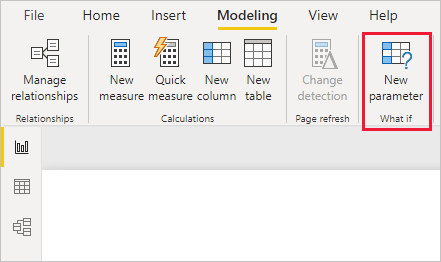 File Home Insert Modeling View Help
Manage relationships
New measure
Quick measure
New column
New table
Change detection
New parameter
Relationships Calculations Page refresh What if